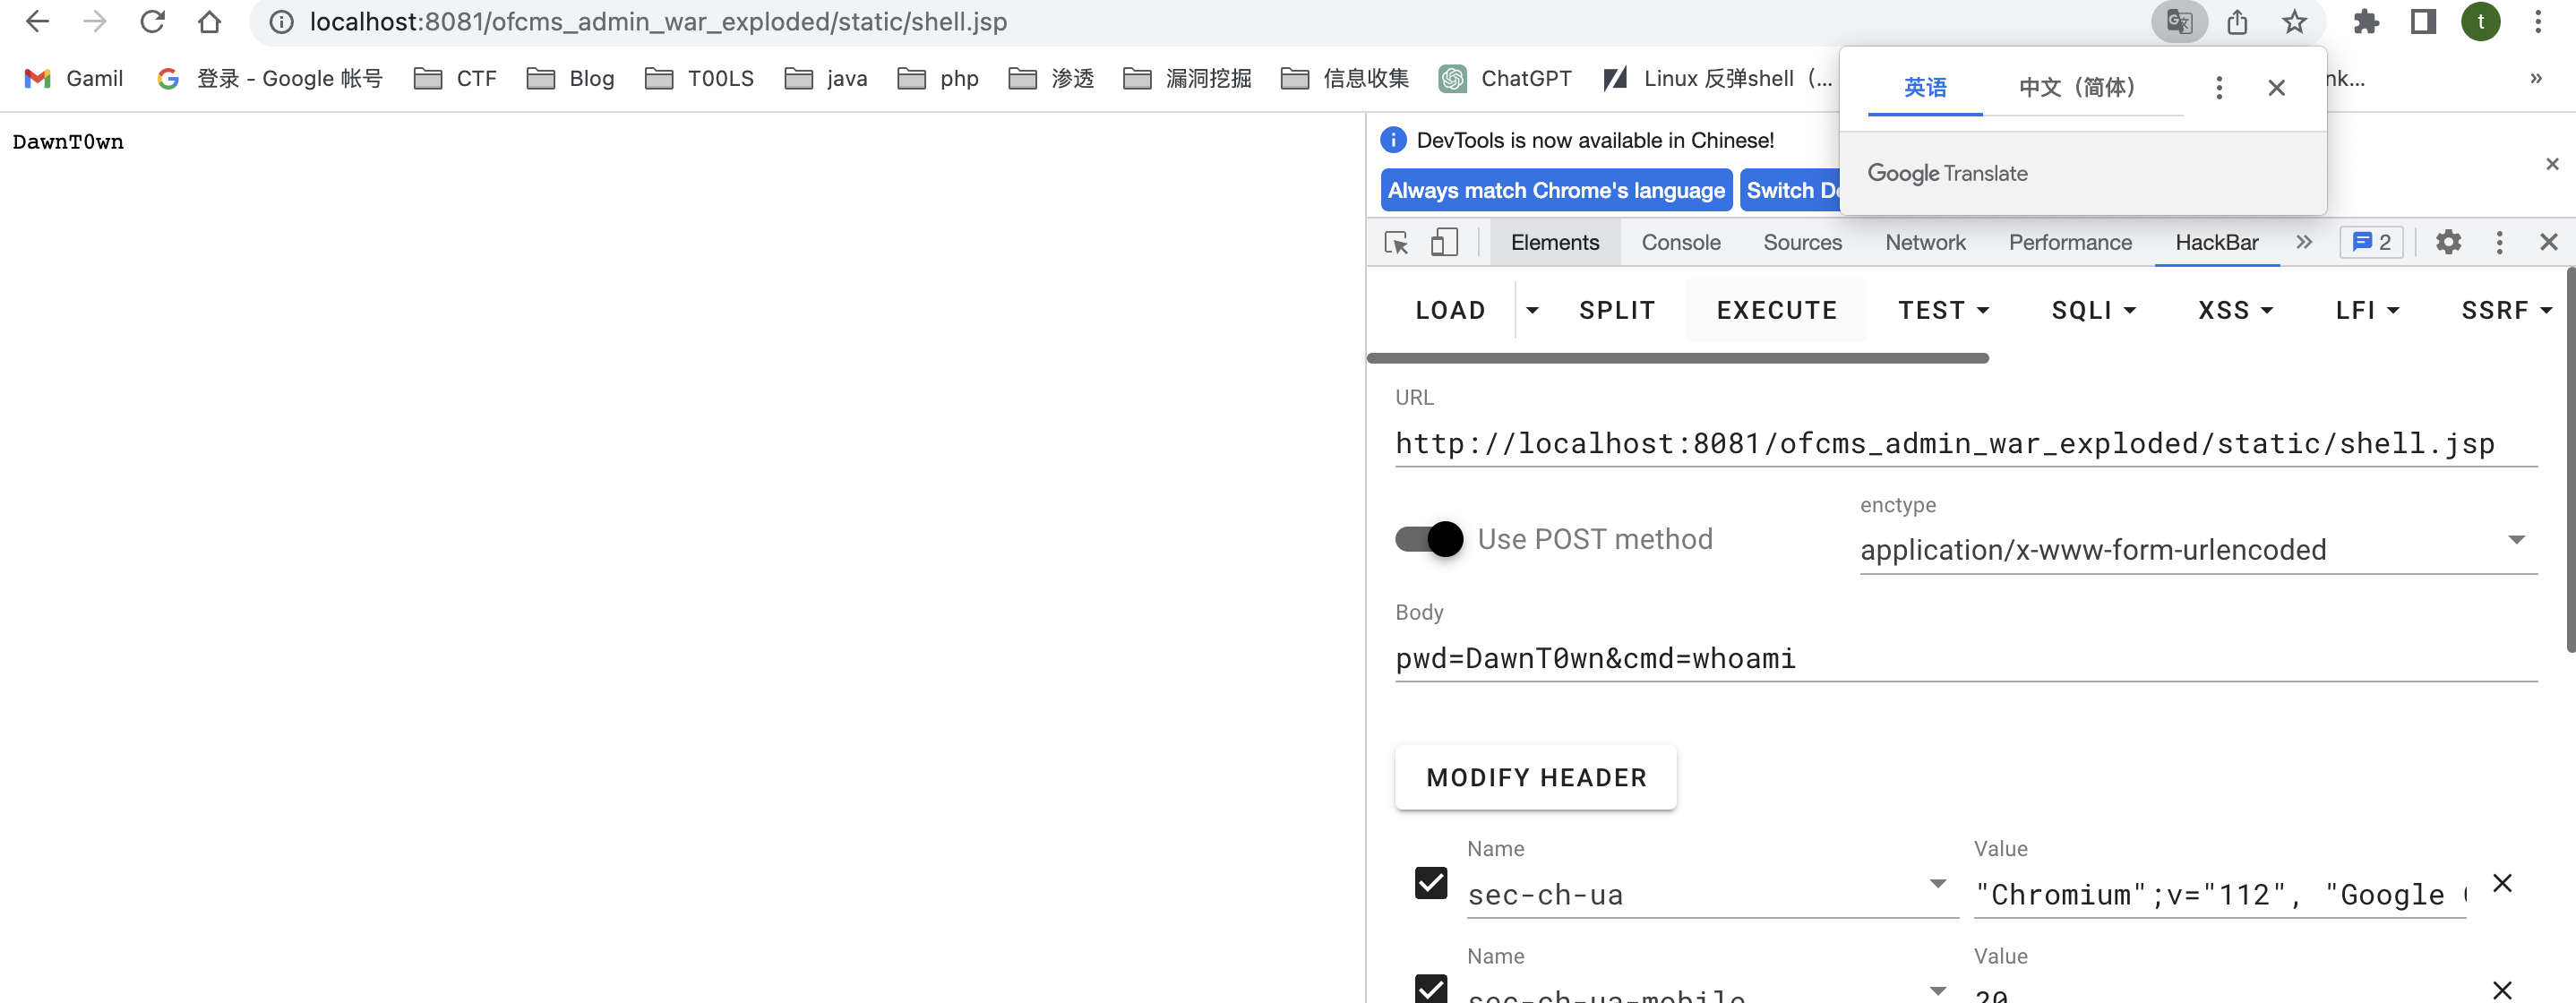 localhost:8081/ofcms_admin_war_exploded/static/shell.jsp
t
Gamil
登录 - Google 帐号
CTF
Blog
T00LS
java
php
渗透
漏洞挖掘
信息收集
ChatGPT
Linux 反弹shell（...
nk...
»
英语
中文（简体）
Google Translate
DawnT0wn
DevTools is now available in Chinese!
Always match Chrome's language
Switch
Elements
Console
Sources
Network
Performance
HackBar
2
LOAD
SPLIT
EXECUTE
TEST
SQLI
XSS
LFI
SSRF
URL
http://localhost:8081/ofcms_admin_war_exploded/static/shell.jsp
Use POST method
enctype
application/x-www-form-urlencoded
Body
pwd=DawnT0wn&cmd=whoami
MODIFY HEADER
Name
Value
sec-ch-ua
"Chromium";v="112", "Google
Name
Value
sec-ch-ua-mobile